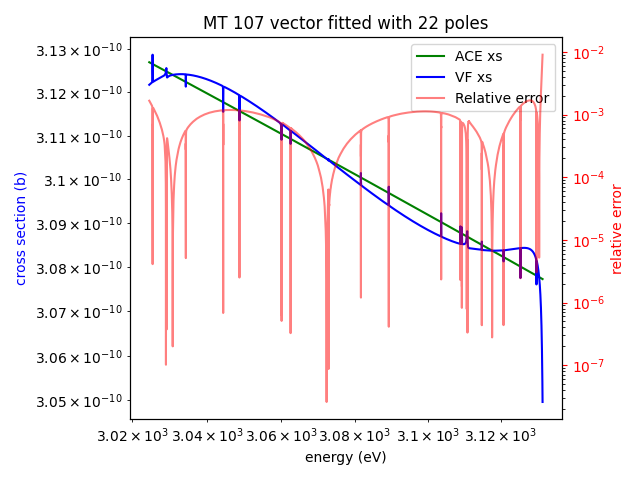 MT 107 vector fitted with 22 poles
3.13 × 10⁻¹⁰
3.12 × 10⁻¹⁰
3.11 × 10⁻¹⁰
3.1 × 10⁻¹⁰
3.09 × 10⁻¹⁰
3.08 × 10⁻¹⁰
3.07 × 10⁻¹⁰
3.06 × 10⁻¹⁰
3.05 × 10⁻¹⁰
cross section (b)
ACE xs
VF xs
Relative error
10⁻²
10⁻³
10⁻⁴
10⁻⁵
10⁻⁶
10⁻⁷
relative error
3.02 × 10³ 3.04 × 10³ 3.06 × 10³ 3.08 × 10³ 3.1 × 10³ 3.12 × 10³
energy (eV)